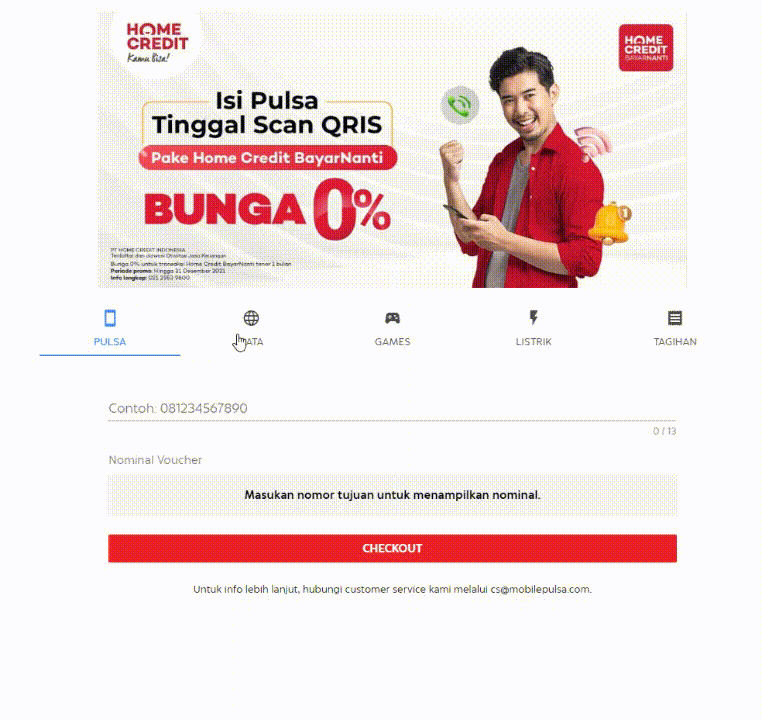 HOME
CREDIT
Kamu Bisa!
HOME
CREDIT
BAYARNANTI
Isi Pulsa
Tinggal Scan QRIS
Pake Home Credit BayarNanti
BUNGA 0%
PT HOME CREDIT INDONESIA
Terdaftar dan diawasi Otoritas Jasa Keuangan
Bunga 0% untuk transaksi Home Credit BayarNanti tenor 1 bulan
Periode promo: Hingga 31 Desember 2021
Info lengkap: 021 2953 9600
1
PULSA
ATA
GAMES
LISTRIK
TAGIHAN
Contoh: 081234567890
0 / 13
Nominal Voucher
Masukan nomor tujuan untuk menampilkan nominal.
CHECKOUT
Untuk info lebih lanjut, hubungi customer service kami melalui cs@mobilepulsa.com.